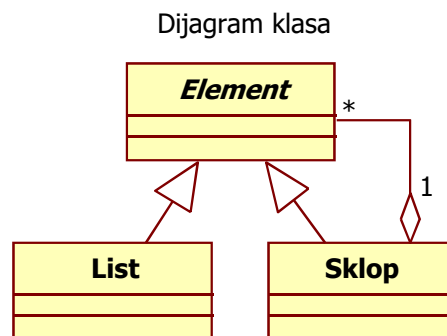 Dijagram klasa
Element
*
1
List
Sklop